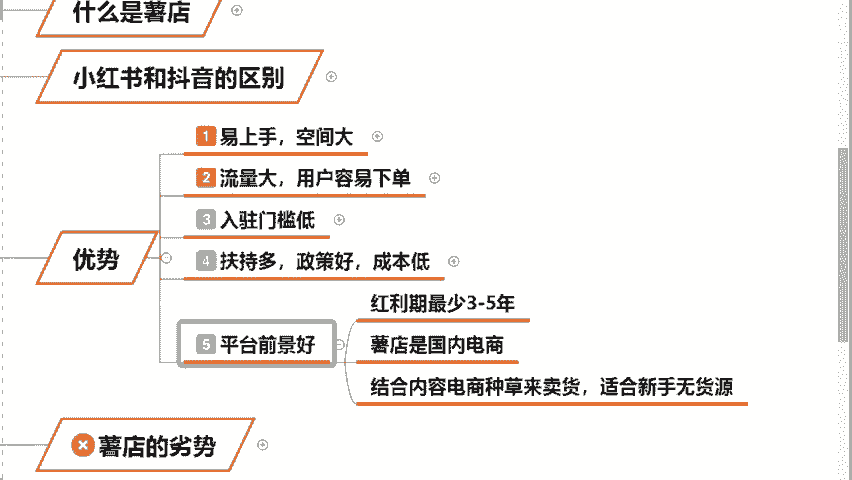 什么是薯店
小红书和抖音的区别
1 易上手，空间大
2 流量大，用户容易下单
3 入驻门槛低
优势
4 扶持多，政策好，成本低
红利期最少3-5年
5 平台前景好
薯店是国内电商
结合内容电商种草来卖货，适合新手无货源
薯店的劣势